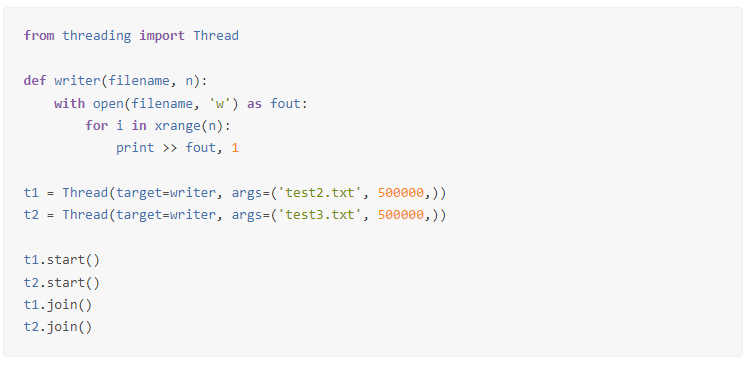 from threading import Thread
def writer(filename, n):
    with open(filename, 'w') as fout:
        for i in xrange(n):
            print >> fout, 1
t1 = Thread(target=writer, args=('test2.txt', 500000,))
t2 = Thread(target=writer, args=('test3.txt', 500000,))
t1.start()
t2.start()
t1.join()
t2.join()